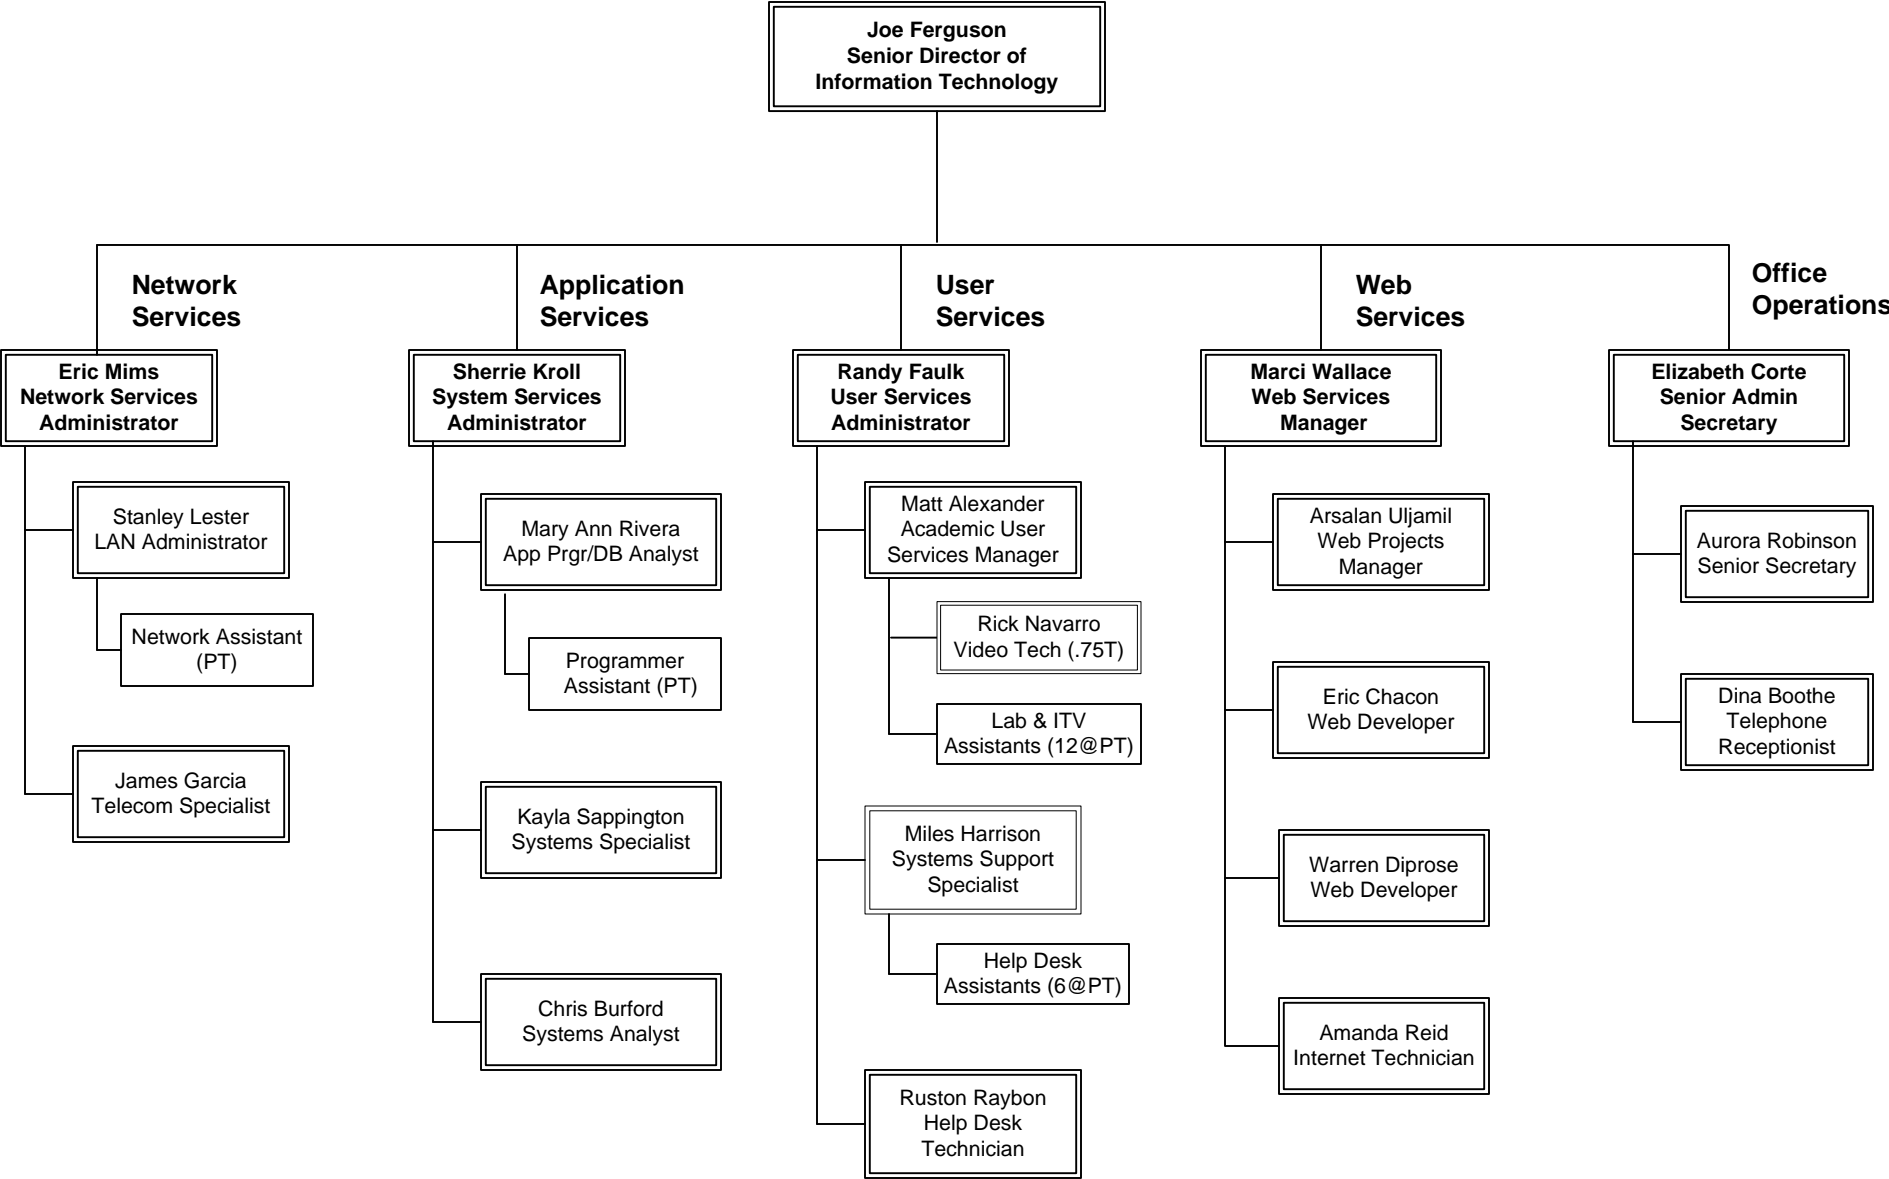 Joe Ferguson
Senior Director of
Information Technology
Network
Services
Application
Services
User
Services
Web
Services
Office
Operations
Eric Mims
Network Services
Administrator
Sherrie Kroll
System Services
Administrator
Randy Faulk
User Services
Administrator
Marci Wallace
Web Services
Manager
Elizabeth Corte
Senior Admin
Secretary
Stanley Lester
LAN Administrator
Network Assistant
(PT)
James Garcia
Telecom Specialist
Mary Ann Rivera
App Prgr/DB Analyst
Programmer
Assistant (PT)
Kayla Sappington
Systems Specialist
Chris Burford
Systems Analyst
Matt Alexander
Academic User
Services Manager
Rick Navarro
Video Tech (.75T)
Lab & ITV
Assistants (12@PT)
Miles Harrison
Systems Support
Specialist
Help Desk
Assistants (6@PT)
Ruston Raybon
Help Desk
Technician
Arsalan Uljamil
Web Projects
Manager
Eric Chacon
Web Developer
Warren Diprose
Web Developer
Amanda Reid
Internet Technician
Aurora Robinson
Senior Secretary
Dina Boothe
Telephone
Receptionist